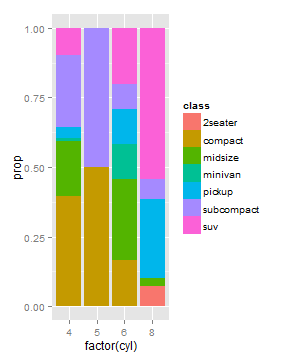 1.00
0.75
0.50
0.25
0.00
prop
4 5 6 8
factor(cyl)
class
2seater
compact
midsize
minivan
pickup
subcompact
suv